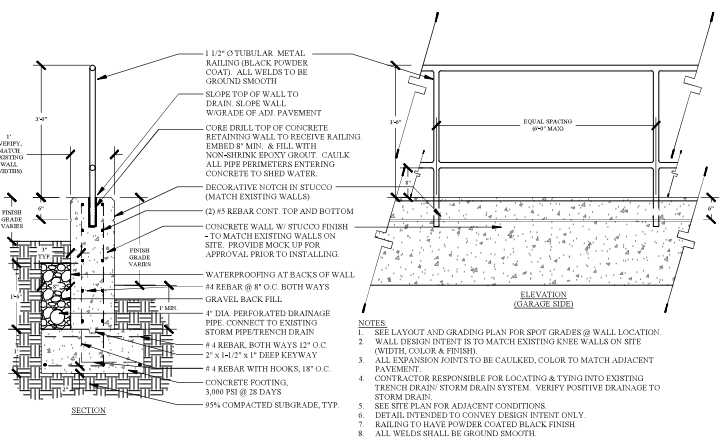 1 1/2" O TUBULAR METAL
RAILING (BLACK POWDER
COAT). ALL WELDS TO BE
GROUND SMOOTH
SLOPE TOP OF WALL TO
DRAIN. SLOPE WALL
W/GRADE OF ADJ. PAVEMENT
CORE DRILL TOP OF CONCRETE
RETAINING WALL TO RECEIVE RAILING.
EMBED 8" MIN. & FILL WITH
NON-SHRINK EPOXY GROUT. CAULK
ALL PIPE PERIMETERS ENTERING
CONCRETE TO SHED WATER.
DECORATIVE NOTCH IN STUCCO
(MATCH EXISTING WALLS)
(2) #5 REBAR CONT. TOP AND BOTTOM
CONCRETE WALL W/ STUCCO FINISH
- TO MATCH EXISTING WALLS ON
SITE. PROVIDE MOCK UP FOR
APPROVAL PRIOR TO INSTALLING.
WATERPROOFING AT BACKS OF WALL
#4 REBAR @ 8" O.C. BOTH WAYS
GRAVEL BACK FILL
4" DIA. PERFORATED DRAINAGE
PIPE. CONNECT TO EXISTING
STORM PIPE/TRENCH DRAIN
# 4 REBAR, BOTH WAYS 12" O.C.
2" x 1-1/2" x 1" DEEP KEYWAY
# 4 REBAR WITH HOOKS, 18" O.C.
CONCRETE FOOTING,
3,000 PSI @ 28 DAYS
95% COMPACTED SUBGRADE, TYP.
3'-0"
1'
VERIFY,
MATCH
EXISTING
WALL
WIDTHS)
6"
FINISH
GRADE
VARIES
3"
TYP.
FINISH
GRADE
VARIES
1'-6"
1' MIN.
SECTION
3'-0"
EQUAL SPACING
(6'-0" MAX)
6"
ELEVATION
(GARAGE SIDE)
NOTES:
1. SEE LAYOUT AND GRADING PLAN FOR SPOT GRADES @ WALL LOCATION.
2. WALL DESIGN INTENT IS TO MATCH EXISTING KNEE WALLS ON SITE
(WIDTH, COLOR & FINISH).
3. ALL EXPANSION JOINTS TO BE CAULKED, COLOR TO MATCH ADJACENT
PAVEMENT.
4. CONTRACTOR RESPONSIBLE FOR LOCATING & TYING INTO EXISTING
TRENCH DRAIN/ STORM DRAIN SYSTEM. VERIFY POSITIVE DRAINAGE TO
STORM DRAIN.
5. SEE SITE PLAN FOR ADJACENT CONDITIONS.
6. DETAIL INTENDED TO CONVEY DESIGN INTENT ONLY.
7. RAILING TO HAVE POWDER COATED BLACK FINISH.
8. ALL WELDS SHALL BE GROUND SMOOTH.